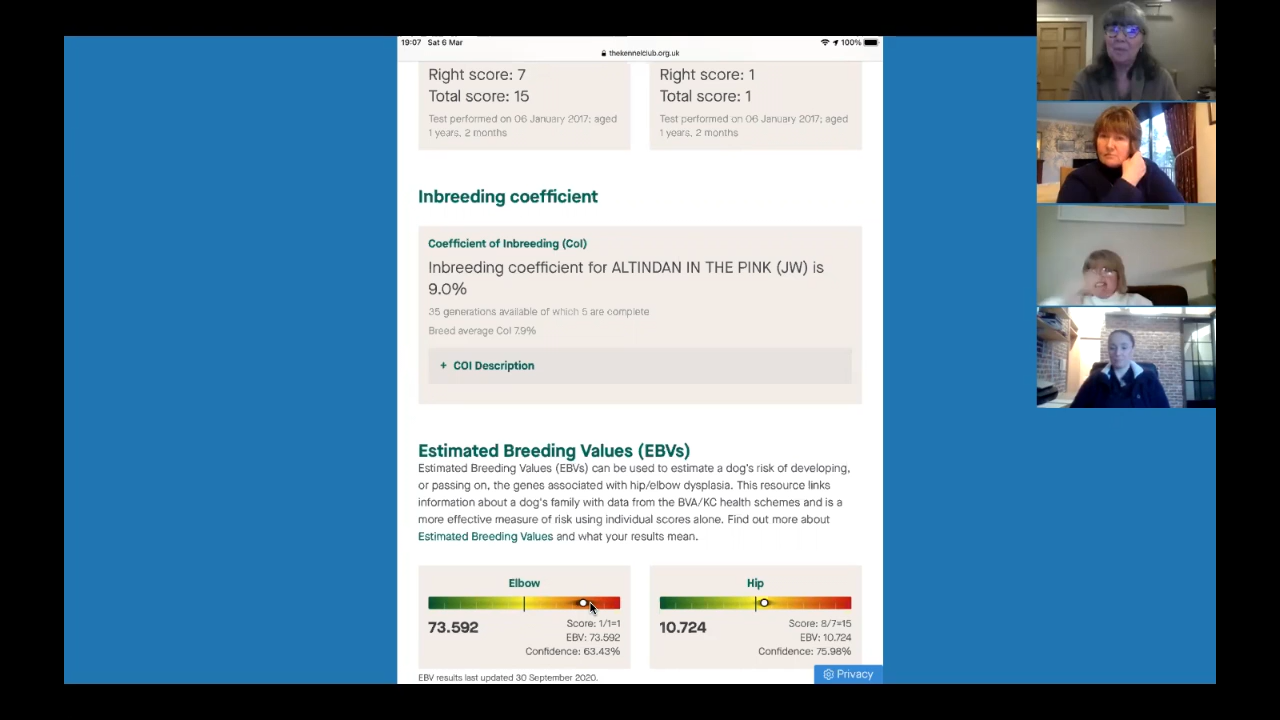 19:07 Sat 6 Mar
100%
thekennelclub.org.uk
Right score: 7
Total score: 15
Test performed on 06 January 2017; aged
1 years, 2 months
Right score: 1
Total score: 1
Test performed on 06 January 2017; aged
1 years, 2 months
Inbreeding coefficient
Coefficient of Inbreeding (CoI)
Inbreeding coefficient for ALTINDAN IN THE PINK (JW) is
9.0%
35 generations available of which 5 are complete
Breed average CoI 7.9%
+ COI Description
Estimated Breeding Values (EBVs)
Estimated Breeding Values (EBVs) can be used to estimate a dog's risk of developing,
or passing on, the genes associated with hip/elbow dysplasia. This resource links
information about a dog's family with data from the BVA/KC health schemes and is a
more effective measure of risk using individual scores alone. Find out more about
Estimated Breeding Values and what your results mean.
Elbow
73.592
Score: 1/1=1
EBV: 73.592
Confidence: 63.43%
Hip
10.724
Score: 8/7=15
EBV: 10.724
Confidence: 75.98%
EBV results last updated 30 September 2020.
Privacy